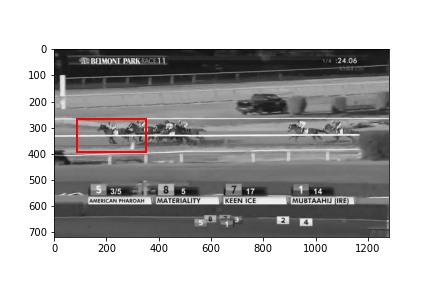 BELMONT PARK RACE 11
1/4 :24.06
5 3/5 8 5 7 17 1 14
AMERICAN PHAROAH MATERIALITY KEEN ICE MUBTAAHIJ (IRE)
5 8 1 2 4
0
100
200
300
400
500
600
700
0 200 400 600 800 1000 1200